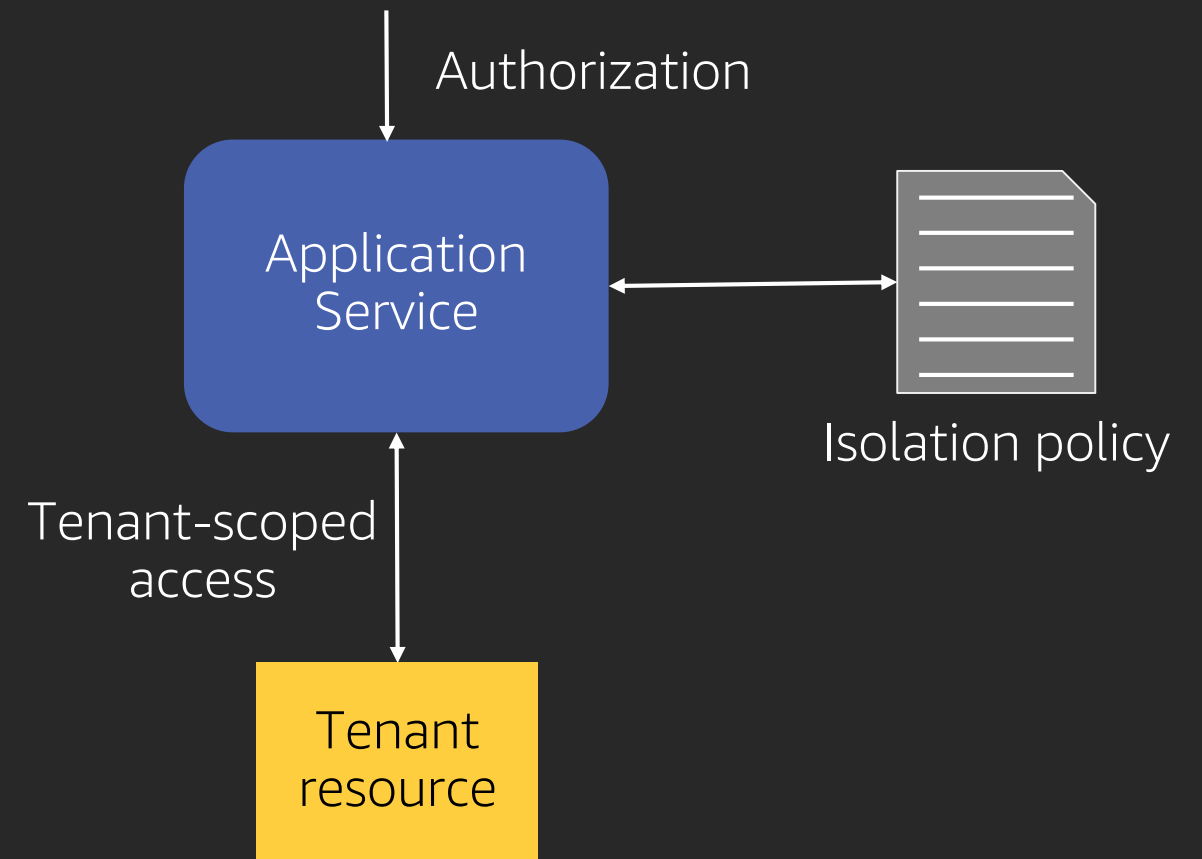 Authorization
Application
Service
Isolation policy
Tenant-scoped
access
Tenant
resource